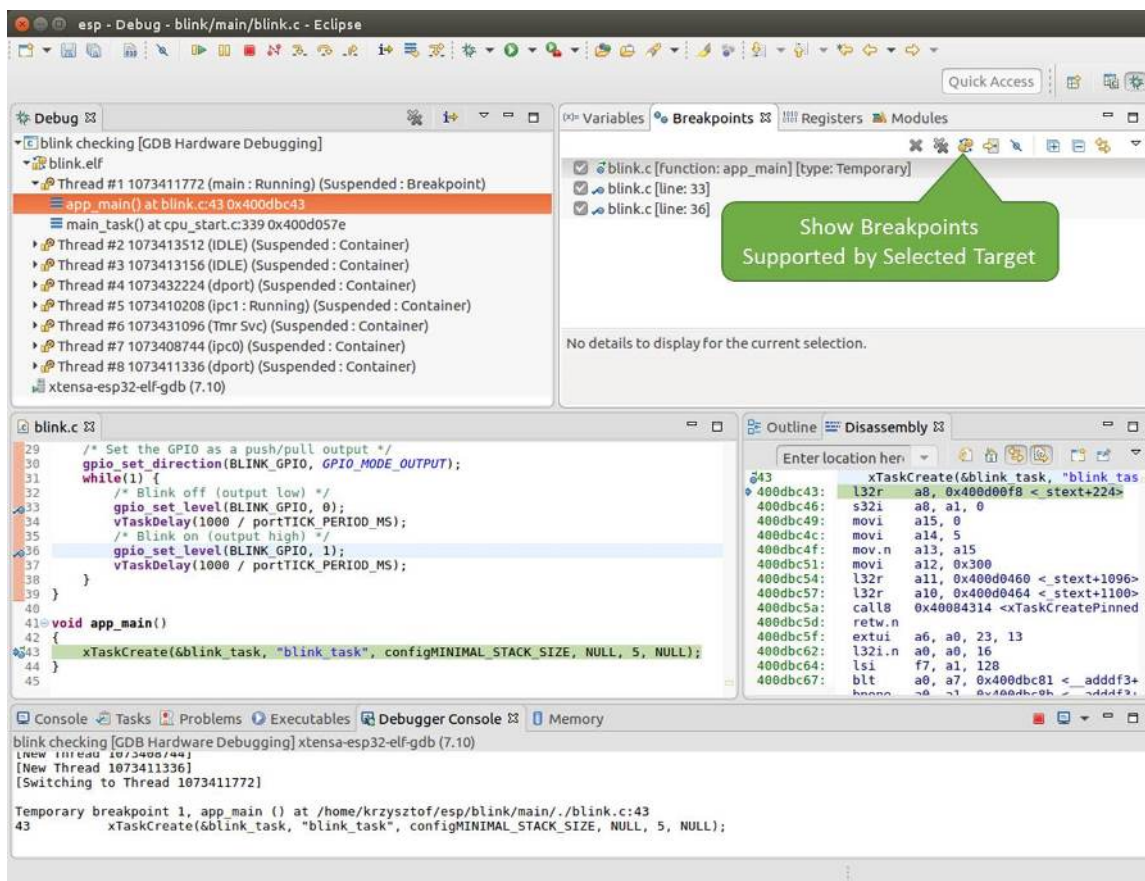 esp - Debug - blink/main/blink.c - Eclipse
Quick Access
Debug
blink checking [GDB Hardware Debugging]
blink.elf
Thread #1 1073411772 (main : Running) (Suspended : Breakpoint)
app_main() at blink.c:43 0x400dbc43
main_task() at cpu_start.c:339 0x400d057e
Thread #2 1073413512 (IDLE) (Suspended : Container)
Thread #3 1073413156 (IDLE) (Suspended : Container)
Thread #4 1073432224 (dport) (Suspended : Container)
Thread #5 1073410208 (ipc1 : Running) (Suspended : Container)
Thread #6 1073431096 (Tmr Svc) (Suspended : Container)
Thread #7 1073408744 (ipc0) (Suspended : Container)
Thread #8 1073411336 (dport) (Suspended : Container)
xtensa-esp32-elf-gdb (7.10)
(x)= Variables Breakpoints Registers Modules
blink.c [function: app_main] [type: Temporary]
blink.c [line: 33]
blink.c [line: 36]
Show Breakpoints
Supported by Selected Target
No details to display for the current selection.
blink.c
29 /* Set the GPIO as a push/pull output */
30 gpio_set_direction(BLINK_GPIO, GPIO_MODE_OUTPUT);
31 while(1) {
32 /* Blink off (output low) */
33 gpio_set_level(BLINK_GPIO, 0);
34 vTaskDelay(1000 / portTICK_PERIOD_MS);
35 /* Blink on (output high) */
36 gpio_set_level(BLINK_GPIO, 1);
37 vTaskDelay(1000 / portTICK_PERIOD_MS);
38 }
39 }
40
41 void app_main()
42 {
43 xTaskCreate(&blink_task, "blink_task", configMINIMAL_STACK_SIZE, NULL, 5, NULL);
44 }
45
Outline Disassembly
Enter location her
43 xTaskCreate(&blink_task, "blink_tas
400dbc43: l32r a8, 0x400d00f8 <_stext+224>
400dbc46: s32i a8, a1, 0
400dbc49: movi a15, 0
400dbc4c: movi a14, 5
400dbc4f: mov.n a13, a15
400dbc51: movi a12, 0x300
400dbc54: l32r a11, 0x400d0460 <_stext+1096>
400dbc57: l32r a10, 0x400d0464 <_stext+1100>
400dbc5a: call8 0x40084314 <xTaskCreatePinned
400dbc5d: retw.n
400dbc5f: extui a6, a0, 23, 13
400dbc62: l32i.n a0, a0, 16
400dbc64: lsi f7, a1, 128
400dbc67: blt a0, a7, 0x400dbc81 <__adddf3+
Console Tasks Problems Executables Debugger Console Memory
blink checking [GDB Hardware Debugging] xtensa-esp32-elf-gdb (7.10)
[New Thread 1073408744]
[New Thread 1073411336]
[Switching to Thread 1073411772]
Temporary breakpoint 1, app_main () at /home/krzysztof/esp/blink/main/./blink.c:43
43 xTaskCreate(&blink_task, "blink_task", configMINIMAL_STACK_SIZE, NULL, 5, NULL);